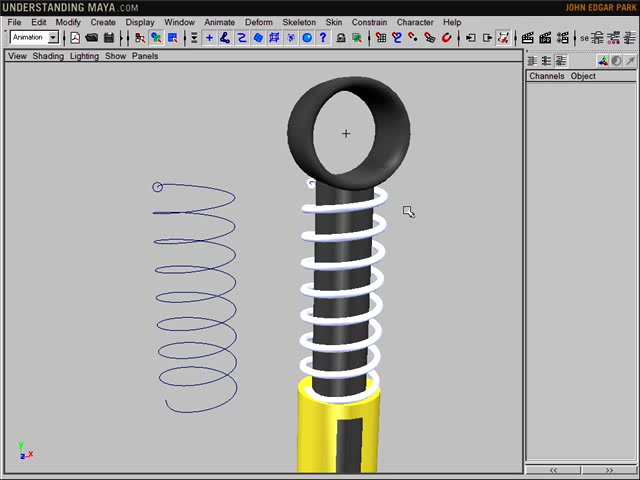 UNDERSTANDING MAYA.COM
JOHN EDGAR PARK
File Edit Modify Create Display Window Animate Deform Skeleton Skin Constrain Character Help
Animation
se
View Shading Lighting Show Panels
Channels Object
y
x
z
<< >>